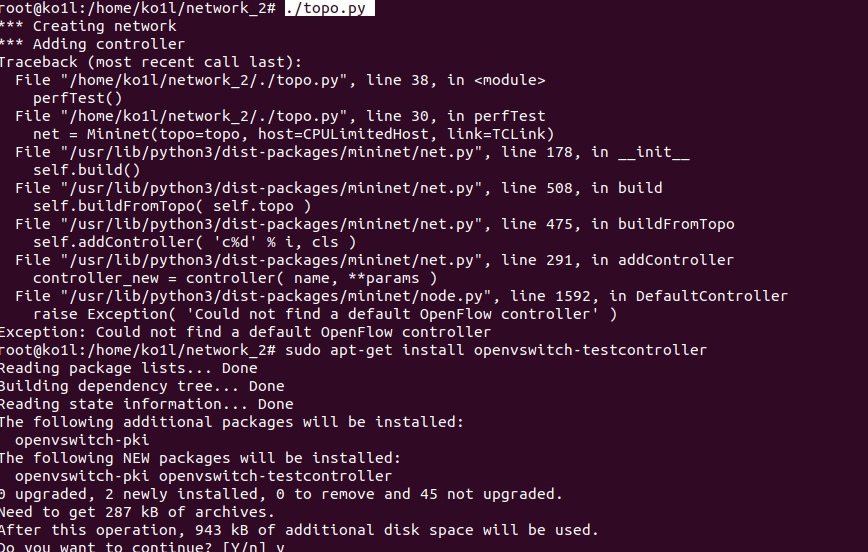 root@ko1l:/home/ko1l/network_2# ./topo.py
*** Creating network
*** Adding controller
Traceback (most recent call last):
  File "/home/ko1l/network_2/./topo.py", line 38, in <module>
    perfTest()
  File "/home/ko1l/network_2/./topo.py", line 30, in perfTest
    net = Mininet(topo=topo, host=CPULimitedHost, link=TCLink)
  File "/usr/lib/python3/dist-packages/mininet/net.py", line 178, in __init__
    self.build()
  File "/usr/lib/python3/dist-packages/mininet/net.py", line 508, in build
    self.buildFromTopo( self.topo )
  File "/usr/lib/python3/dist-packages/mininet/net.py", line 475, in buildFromTopo
    self.addController( 'c%d' % i, cls )
  File "/usr/lib/python3/dist-packages/mininet/net.py", line 291, in addController
    controller_new = controller( name, **params )
  File "/usr/lib/python3/dist-packages/mininet/node.py", line 1592, in DefaultController
    raise Exception( 'Could not find a default OpenFlow controller' )
Exception: Could not find a default OpenFlow controller
root@ko1l:/home/ko1l/network_2# sudo apt-get install openvswitch-testcontroller
Reading package lists... Done
Building dependency tree... Done
Reading state information... Done
The following additional packages will be installed:
  openvswitch-pki
The following NEW packages will be installed:
  openvswitch-pki openvswitch-testcontroller
0 upgraded, 2 newly installed, 0 to remove and 45 not upgraded.
Need to get 287 kB of archives.
After this operation, 943 kB of additional disk space will be used.
Do you want to continue? [Y/n] y